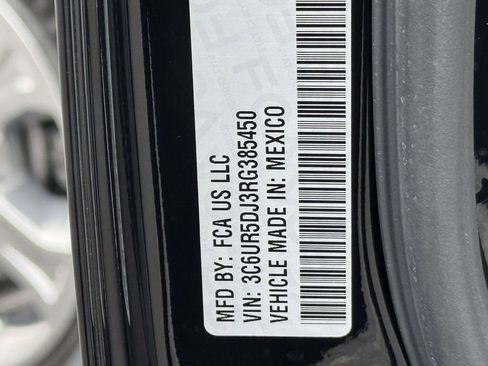 MFD BY: FCA US LLC
VIN: 3C6UR5DJ3RG385450
VEHICLE MADE IN: MEXICO